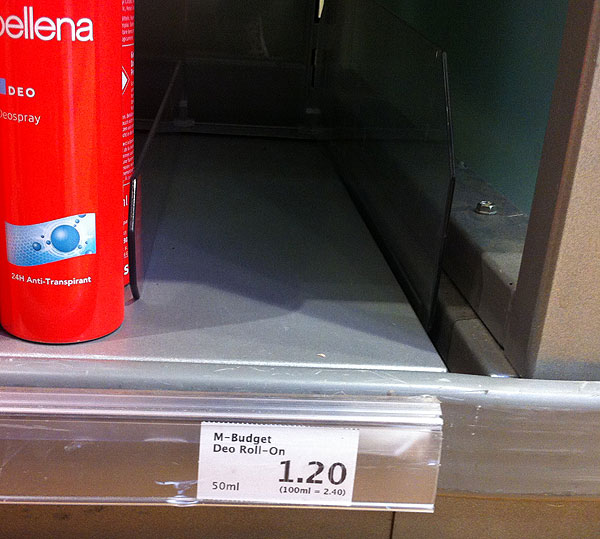 bellena
DEO
Deospray
24H Anti-Transpirant
M-Budget
Deo Roll-On
1.20
50ml
(100ml = 2.40)